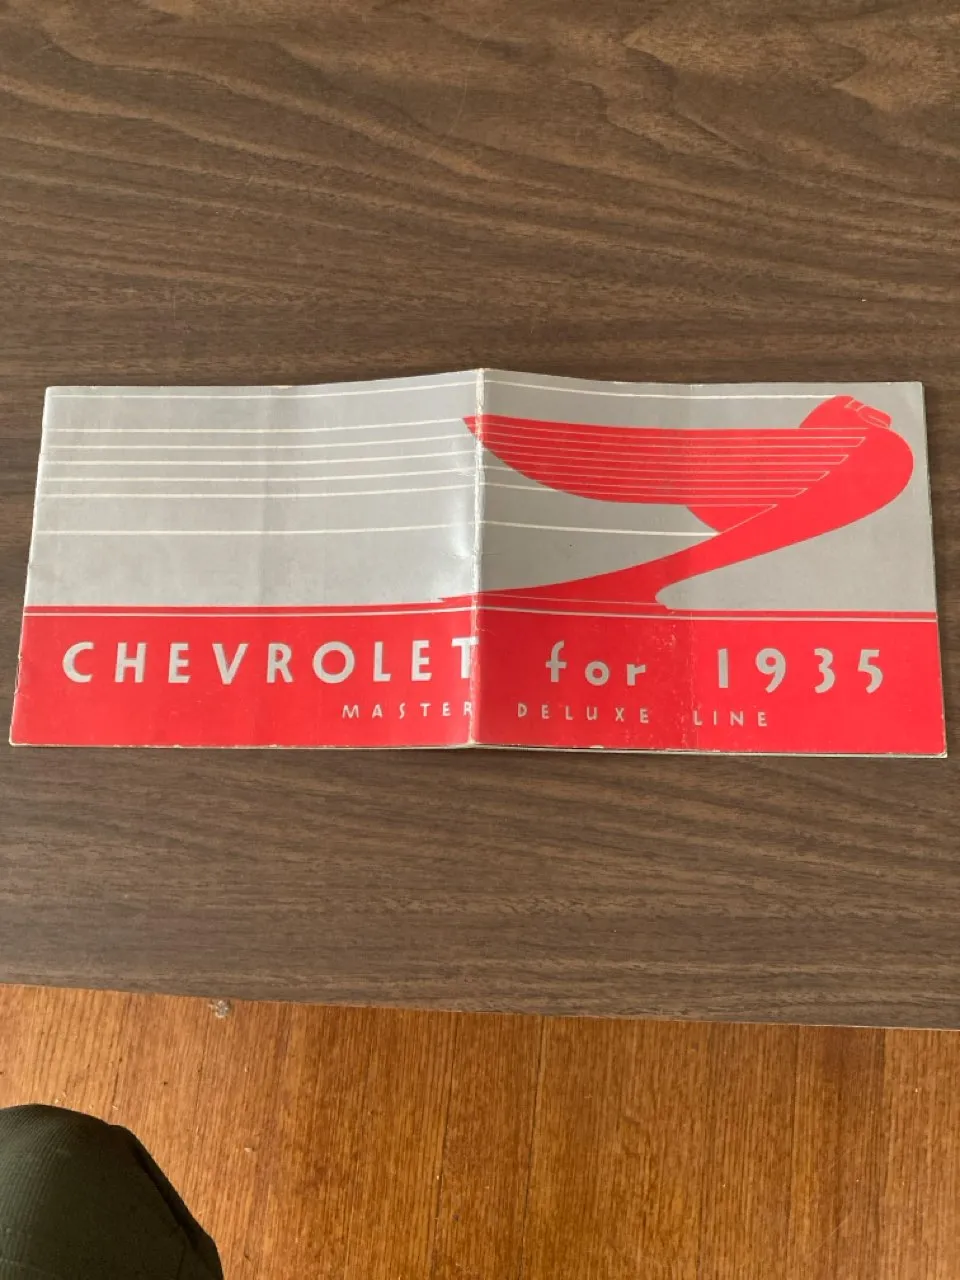 CHEVROLET for 1935
MASTER DELUXE LINE